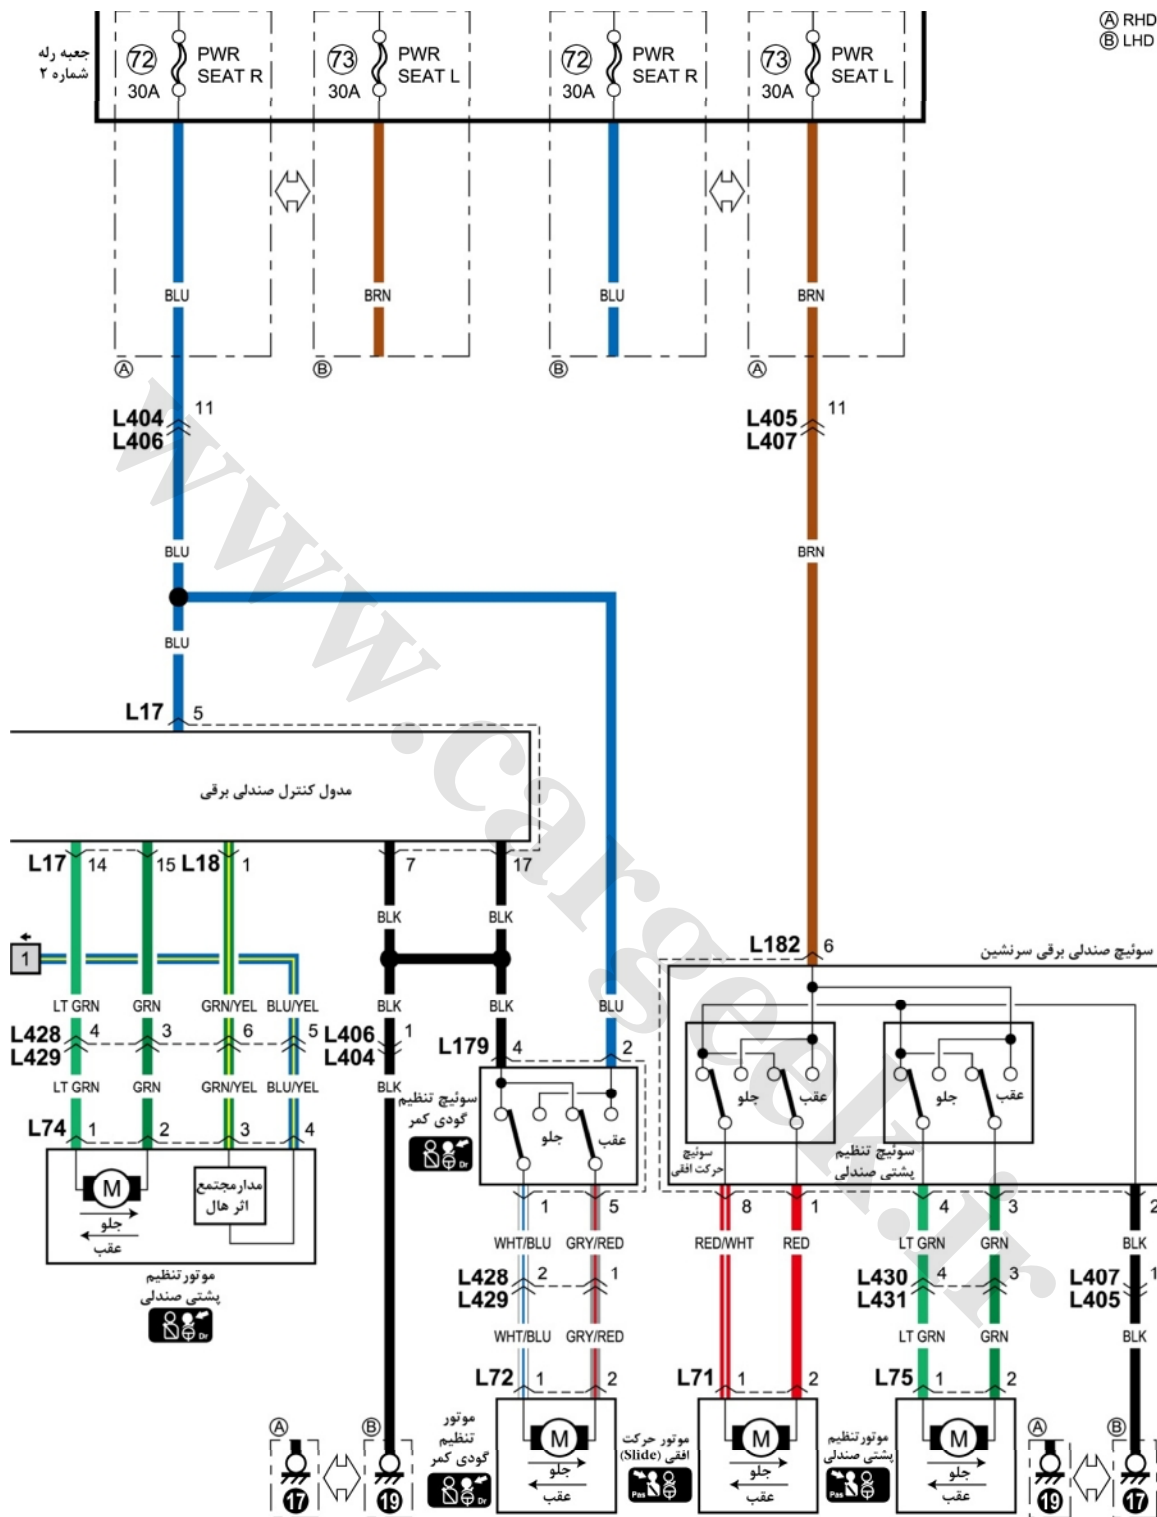 Ⓐ RHD
Ⓑ LHD
جعبه رله
شماره ۲
72
PWR
SEAT R
30A
73
PWR
SEAT L
30A
72
PWR
SEAT R
30A
73
PWR
SEAT L
30A
BLU
BRN
BLU
BRN
Ⓐ
Ⓑ
Ⓑ
Ⓐ
L404
L406
11
L405
L407
11
BLU
BRN
BLU
L17
5
مدول کنترل صندلی برقی
L17
14
15
L18
1
7
17
BLK
BLK
1
L182
6
سوئیچ صندلی برقی سرنشین
LT GRN
GRN
GRN/YEL
BLU/YEL
BLK
BLK
BLU
L428
L429
4
3
6
5
L406
L404
1
L179
4
2
LT GRN
GRN
GRN/YEL
BLU/YEL
BLK
سوئیچ تنظیم
گودی کمر
Dr
جلو
عقب
جلو
عقب
جلو
عقب
سوئیچ
حرکت افقی
سوئیچ تنظیم
پشتی صندلی
L74
1
2
3
4
M
جلو
عقب
مدار مجتمع
اثر هال
موتور تنظیم
پشتی صندلی
Dr
1
5
8
1
4
3
2
WHT/BLU
GRY/RED
RED/WHT
RED
LT GRN
GRN
BLK
L428
L429
2
1
L430
L431
4
3
L407
L405
1
WHT/BLU
GRY/RED
LT GRN
GRN
BLK
L72
1
2
L71
1
2
L75
1
2
موتور
تنظیم
گودی کمر
Dr
M
جلو
عقب
موتور حرکت
افقی (Slide)
Pas
M
جلو
عقب
موتور تنظیم
پشتی صندلی
Pas
M
جلو
عقب
Ⓐ
17
Ⓑ
19
Ⓐ
19
Ⓑ
17
www.cargeek.ir